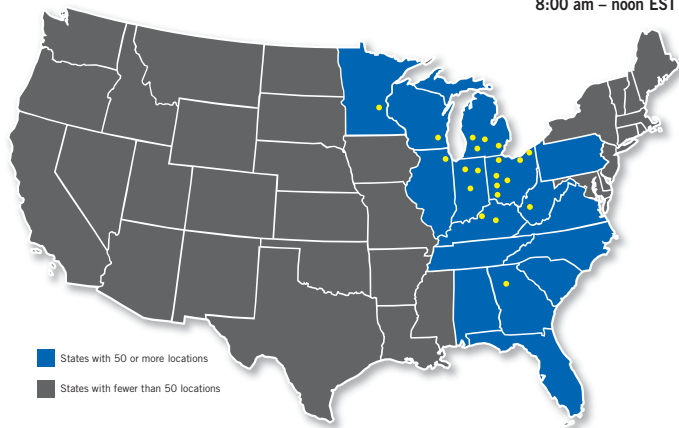 8:00 am – noon EST
States with 50 or more locations
States with fewer than 50 locations